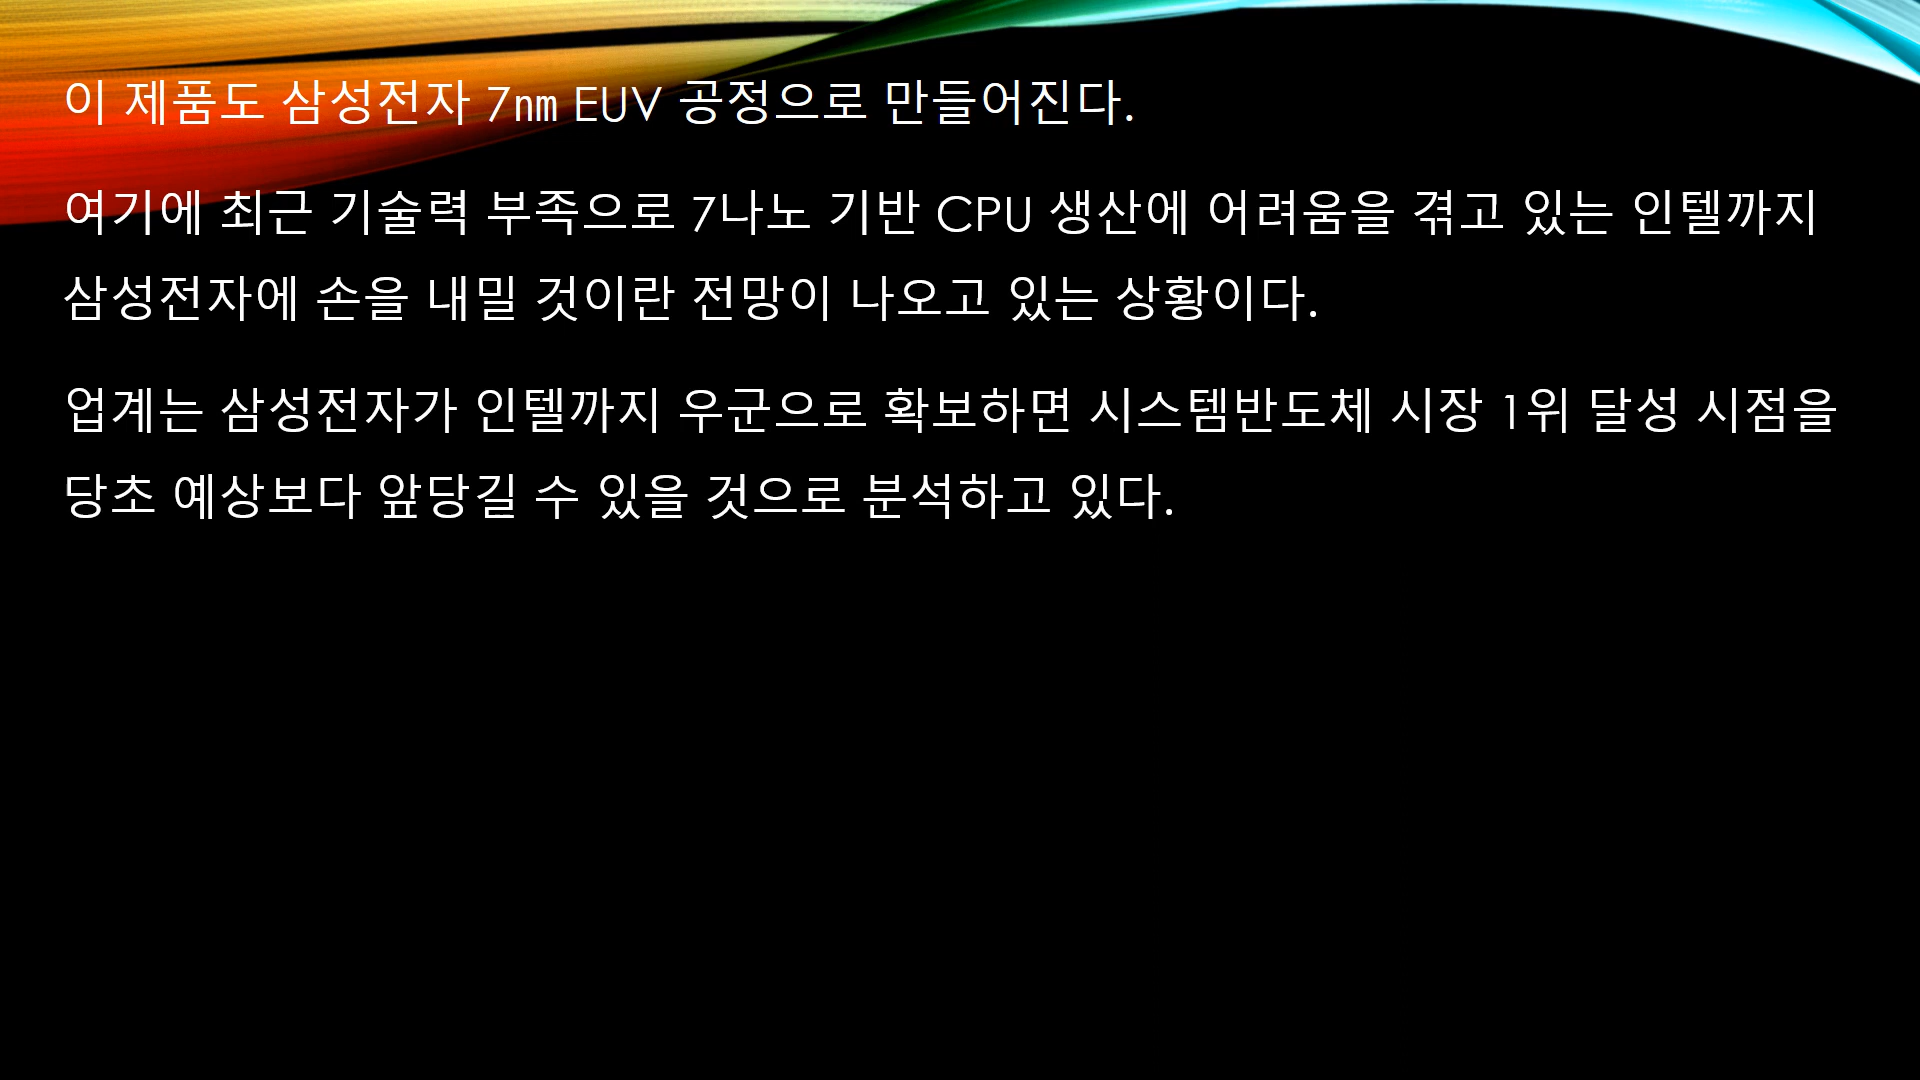 이 제품도 삼성전자 7㎚ EUV 공정으로 만들어진다.
여기에 최근 기술력 부족으로 7나노 기반 CPU 생산에 어려움을 겪고 있는 인텔까지
삼성전자에 손을 내밀 것이란 전망이 나오고 있는 상황이다.
업계는 삼성전자가 인텔까지 우군으로 확보하면 시스템반도체 시장 1위 달성 시점을
당초 예상보다 앞당길 수 있을 것으로 분석하고 있다.